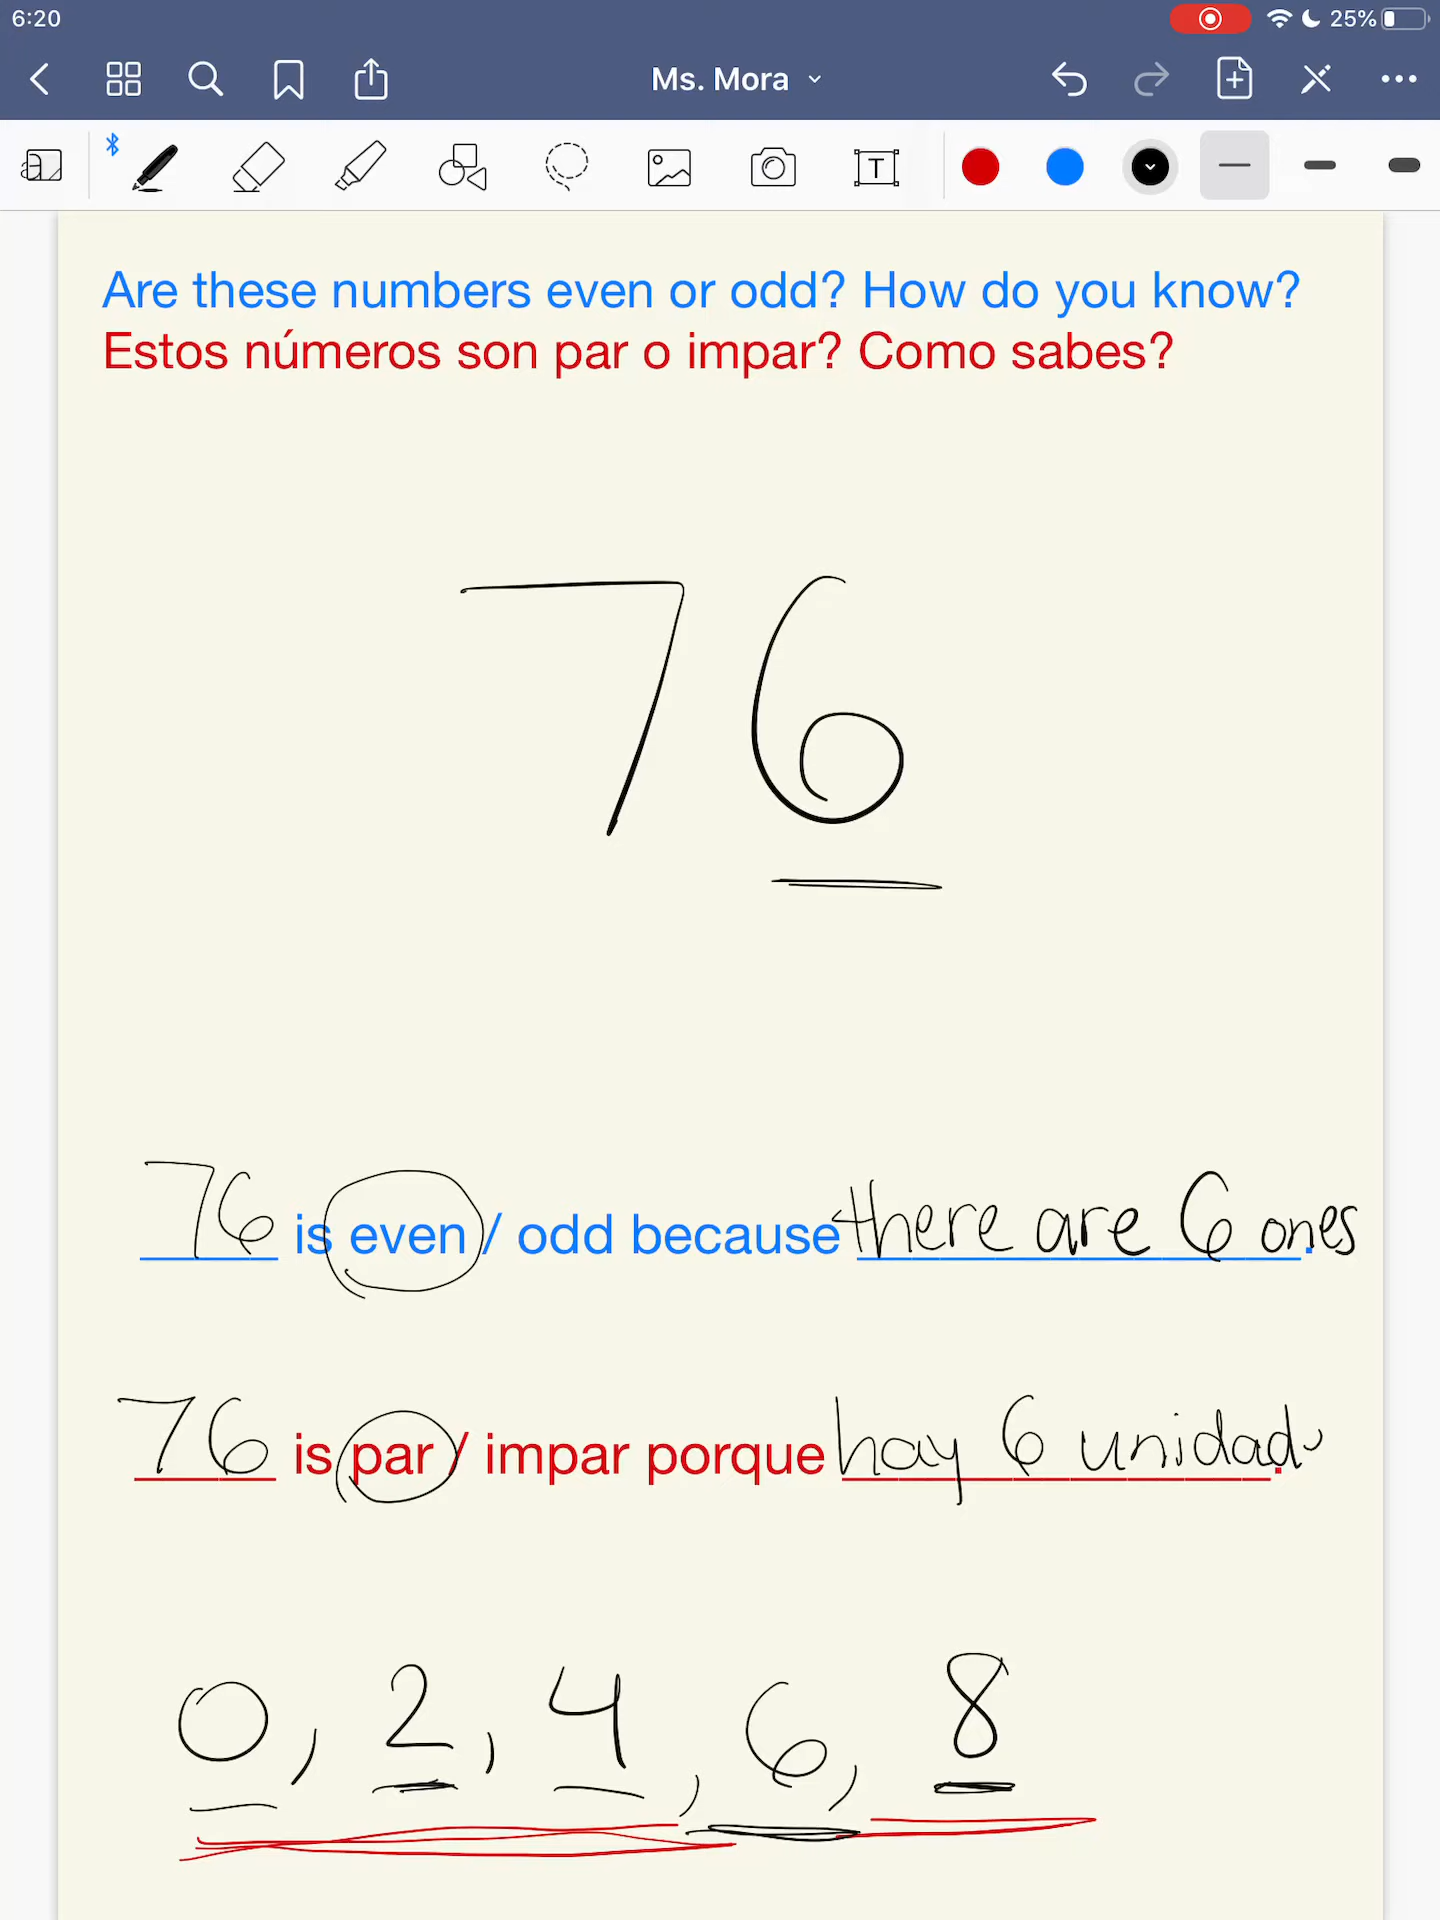 6:20
25%
Ms. Mora
a
T
Are these numbers even or odd? How do you know?
Estos números son par o impar? Como sabes?
76
76 is even / odd because there are 6 ones.
76 is par / impar porque hay 6 unidads.
0, 2, 4, 6, 8